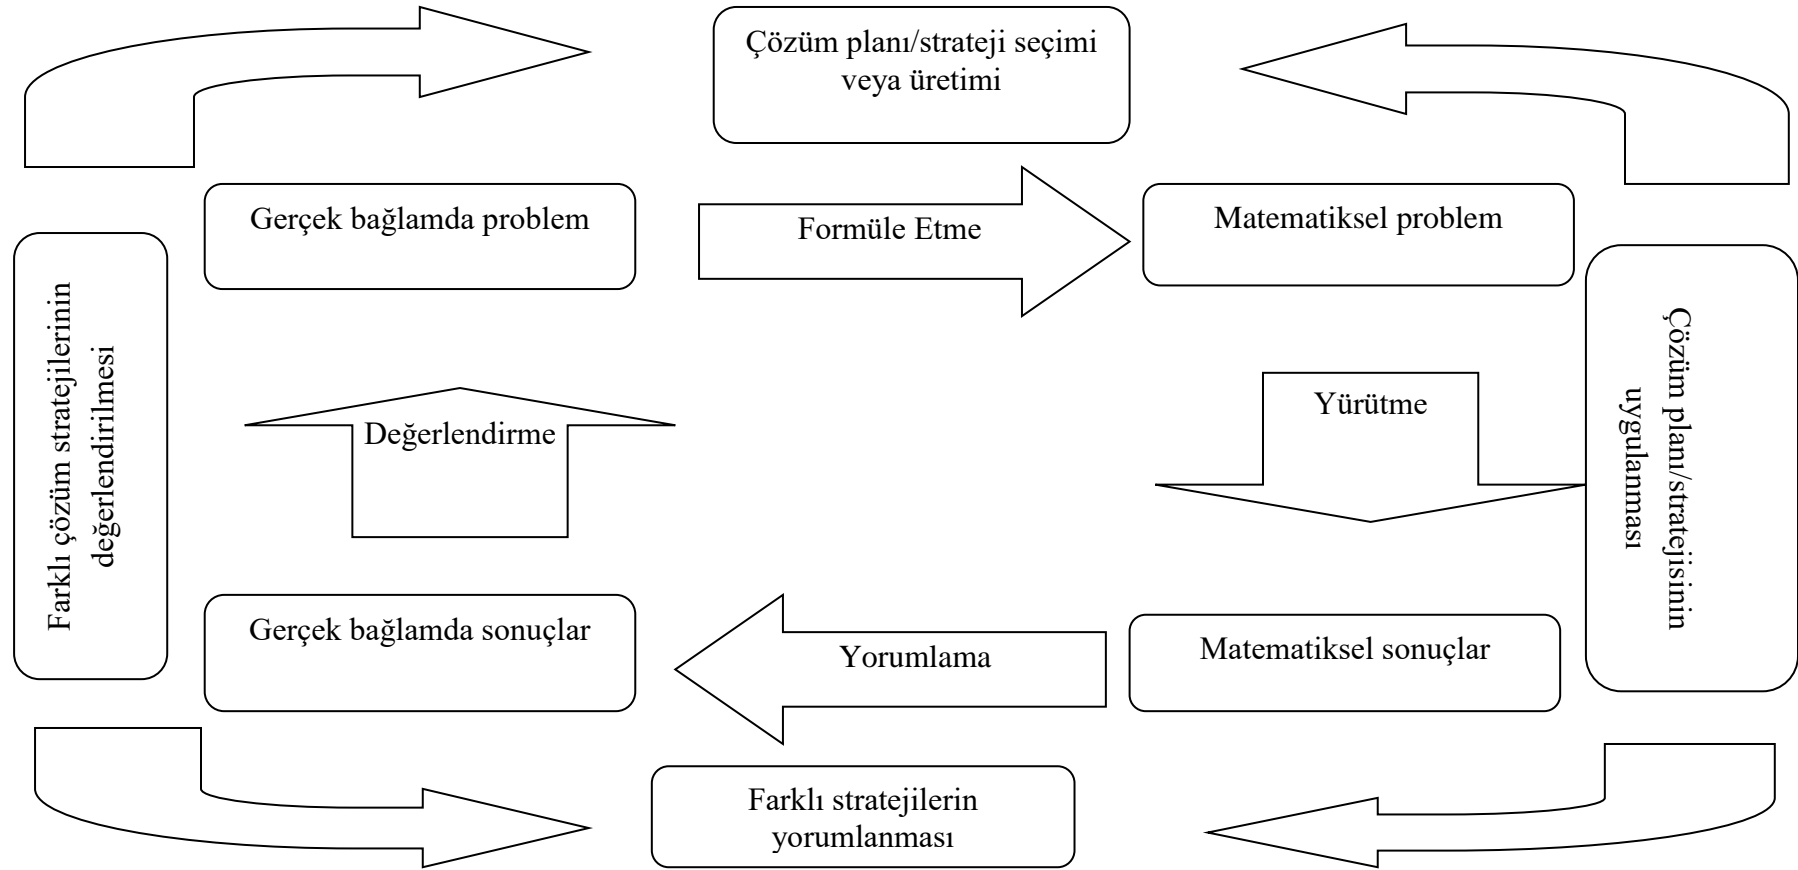 Çözüm planı/strateji seçimi
veya üretimi
Gerçek bağlamda problem
Formüle Etme
Matematiksel problem
Farklı çözüm stratejilerinin
değerlendirilmesi
Değerlendirme
Yürütme
Çözüm planı/stratejisinin
uygulanması
Gerçek bağlamda sonuçlar
Yorumlama
Matematiksel sonuçlar
Farklı stratejilerin
yorumlanması